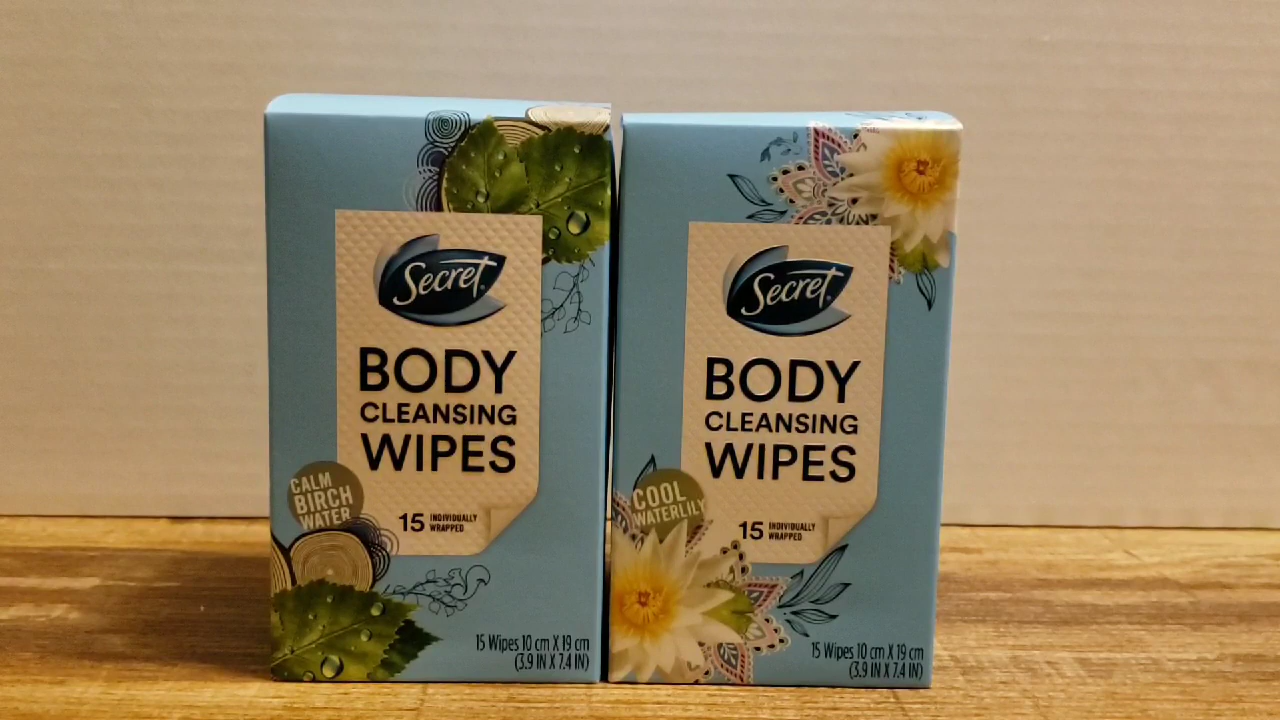 Secret
BODY
CLEANSING
WIPES
CALM
BIRCH
WATER
15 INDIVIDUALLY
WRAPPED
15 Wipes 10 cm X 19 cm
(3.9 IN X 7.4 IN)
Secret
BODY
CLEANSING
WIPES
COOL
WATERLILY
15 INDIVIDUALLY
WRAPPED
15 Wipes 10 cm X 19 cm
(3.9 IN X 7.4 IN)